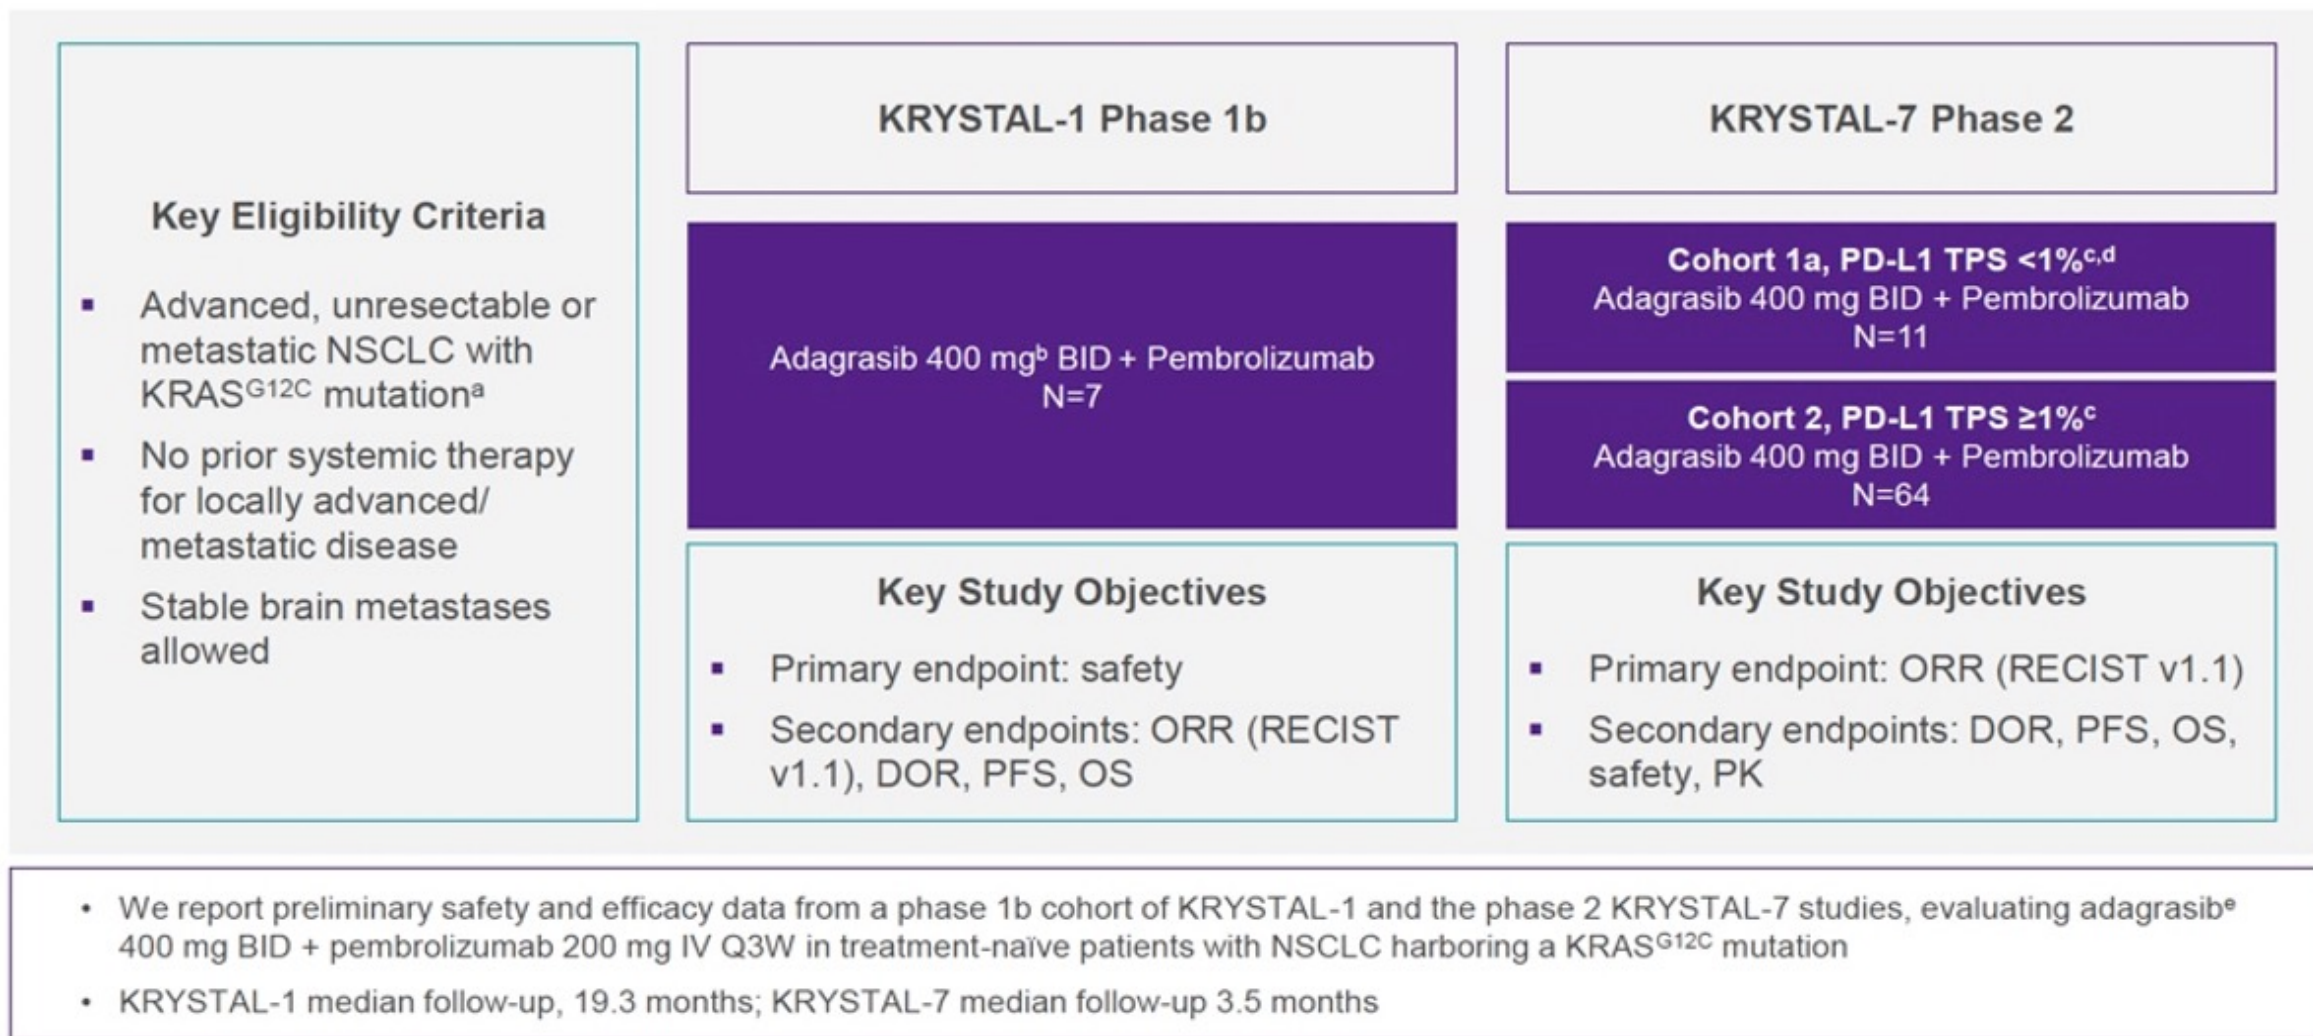 Key Eligibility Criteria
▪ Advanced, unresectable or
metastatic NSCLC with
KRASᴳ¹²ꟲ mutationᵃ
▪ No prior systemic therapy
for locally advanced/
metastatic disease
▪ Stable brain metastases
allowed
KRYSTAL-1 Phase 1b
Adagrasib 400 mgᵇ BID + Pembrolizumab
N=7
Key Study Objectives
▪ Primary endpoint: safety
▪ Secondary endpoints: ORR (RECIST
v1.1), DOR, PFS, OS
KRYSTAL-7 Phase 2
Cohort 1a, PD-L1 TPS <1%ᶜ,ᵈ
Adagrasib 400 mg BID + Pembrolizumab
N=11
Cohort 2, PD-L1 TPS ≥1%ᶜ
Adagrasib 400 mg BID + Pembrolizumab
N=64
Key Study Objectives
▪ Primary endpoint: ORR (RECIST v1.1)
▪ Secondary endpoints: DOR, PFS, OS,
safety, PK
• We report preliminary safety and efficacy data from a phase 1b cohort of KRYSTAL-1 and the phase 2 KRYSTAL-7 studies, evaluating adagrasibᵉ
400 mg BID + pembrolizumab 200 mg IV Q3W in treatment-naïve patients with NSCLC harboring a KRASᴳ¹²ꟲ mutation
• KRYSTAL-1 median follow-up, 19.3 months; KRYSTAL-7 median follow-up 3.5 months